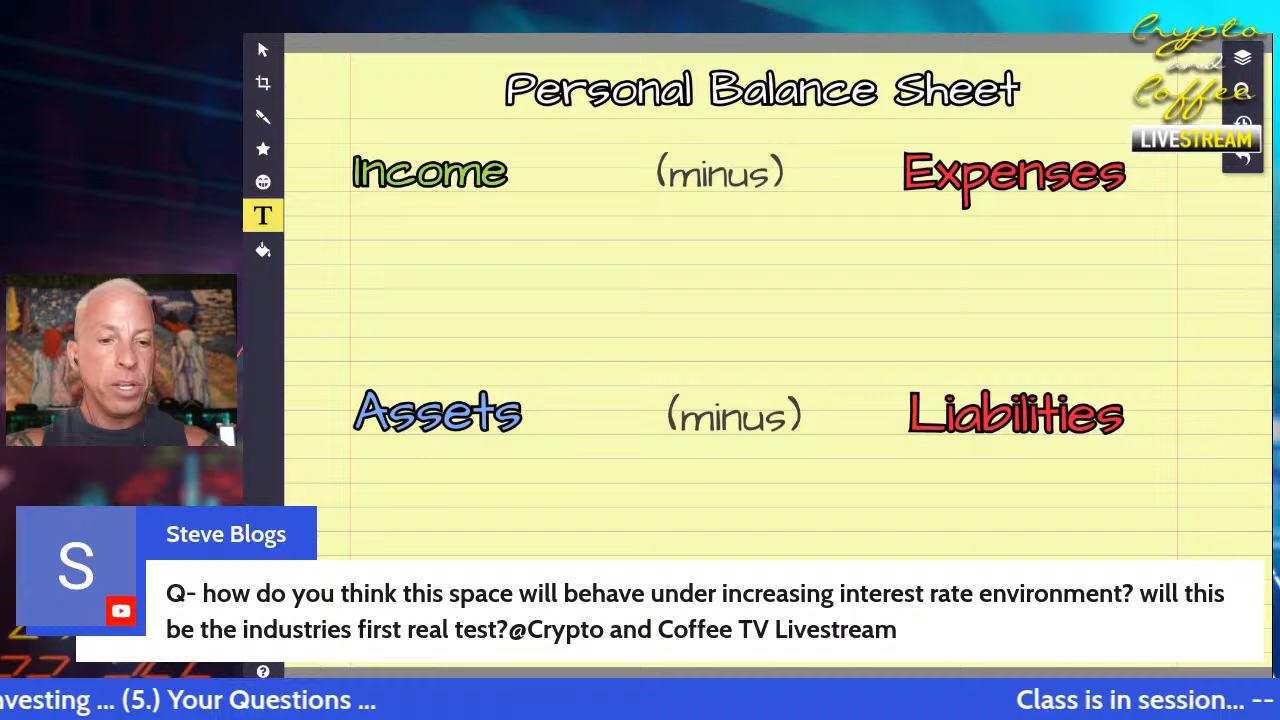 Crypto
and
Coffee
LIVESTREAM
Personal Balance Sheet
Income (minus) Expenses
T
Assets (minus) Liabilities
S
Steve Blogs
Q- how do you think this space will behave under increasing interest rate environment? will this
be the industries first real test?@Crypto and Coffee TV Livestream
?
nvesting ... (5.) Your Questions ... Class is in session... --